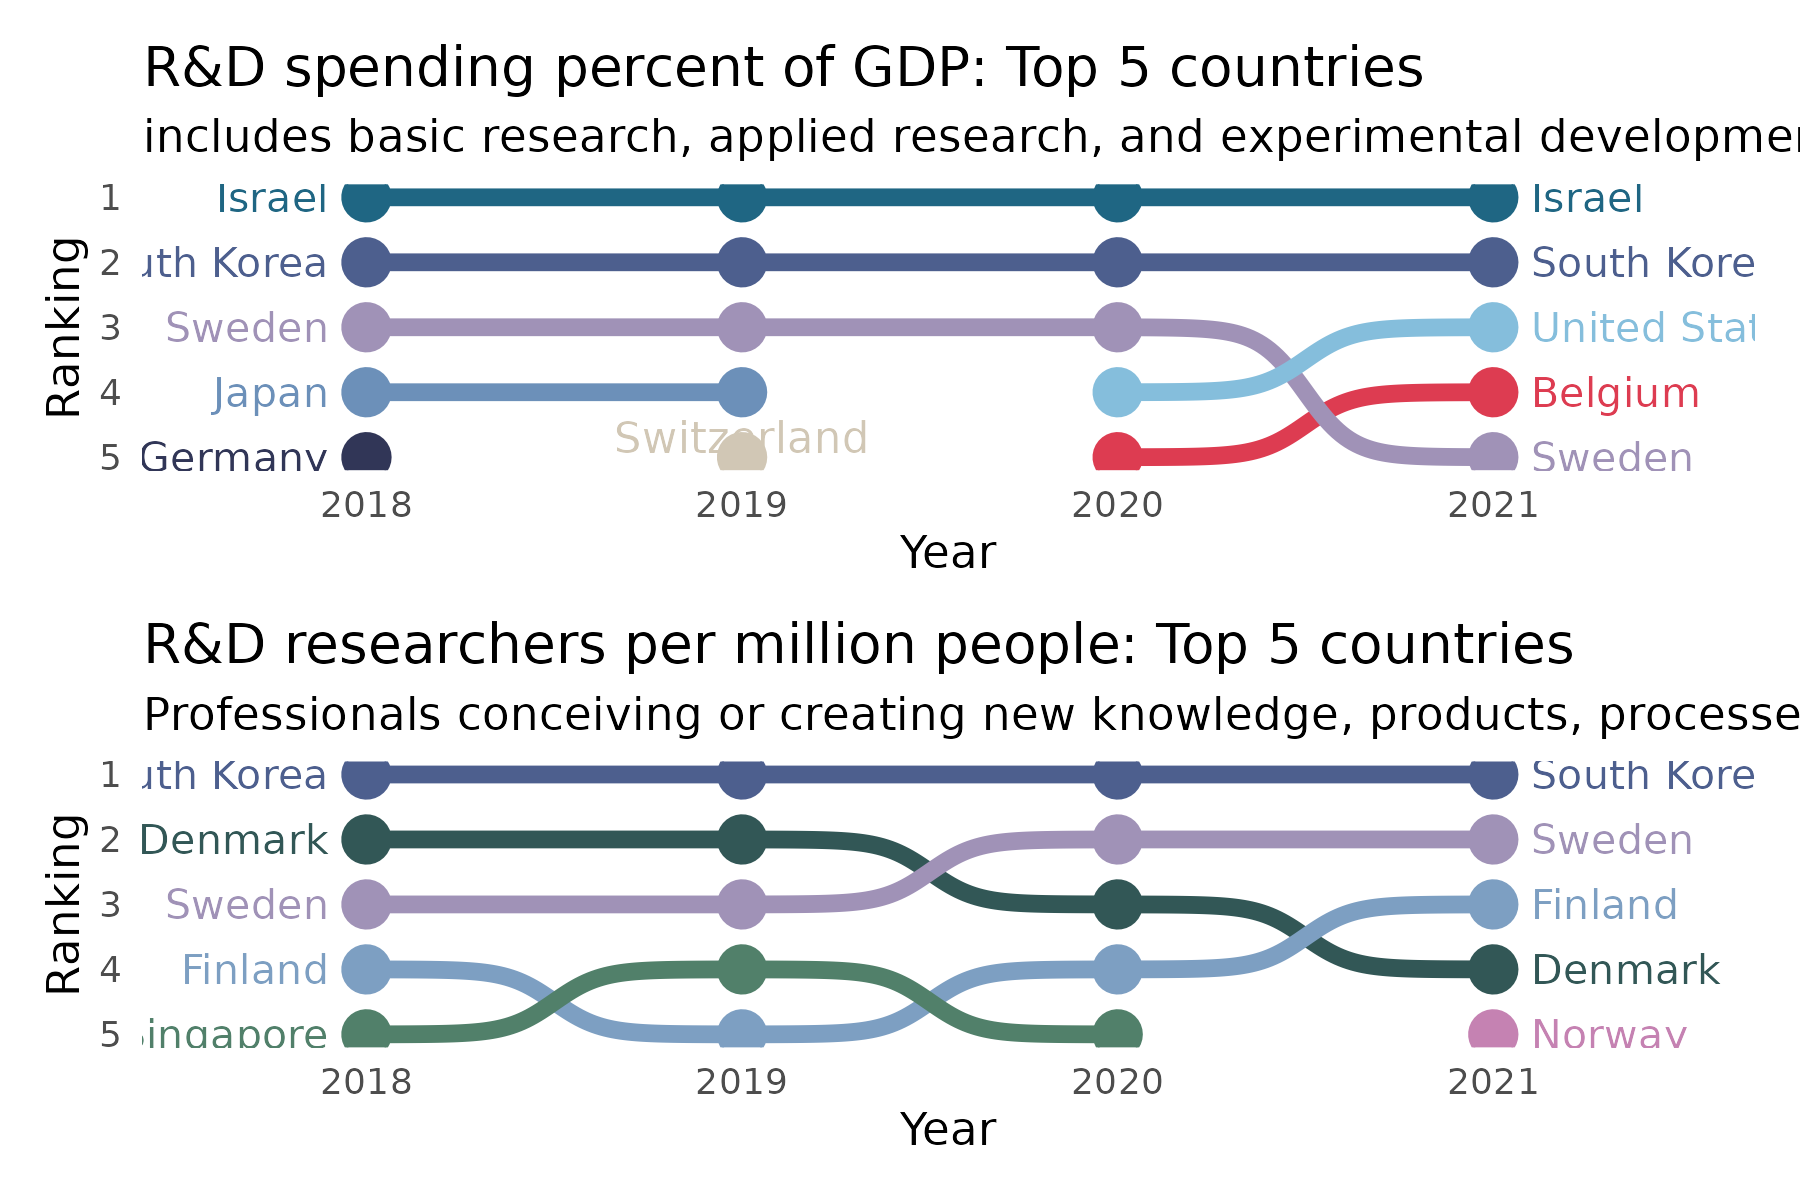 R&D spending percent of GDP: Top 5 countries
includes basic research, applied research, and experimental developmen
Ranking
1 Israel Israel
2 uth Korea South Kore
3 Sweden United Stat
4 Japan Belgium
Switzerland
5 Germany Sweden
2018 2019 2020 2021
Year
R&D researchers per million people: Top 5 countries
Professionals conceiving or creating new knowledge, products, processe
Ranking
1 uth Korea South Kore
2 Denmark Sweden
3 Sweden Finland
4 Finland Denmark
5 ingapore Norway
2018 2019 2020 2021
Year